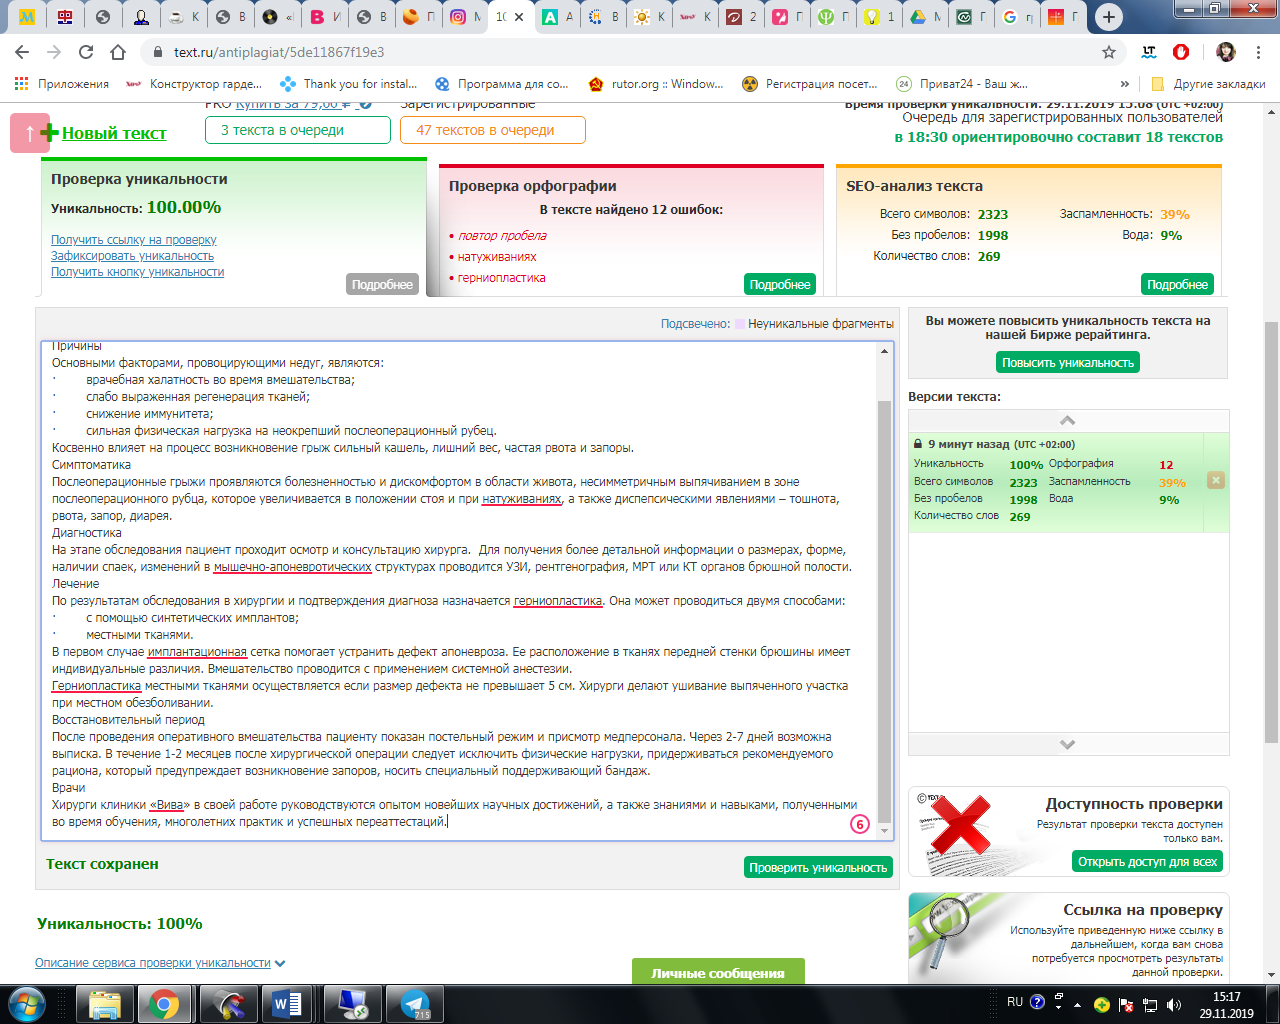 text.ru/antiplagiat/5de11867f19e3
Приложения
Конструктор гарде...
Thank you for instal...
Программа для со...
rutor.org :: Window...
Регистрация посет...
Приват24 - Ваш ж...
»
Другие закладки
РКО Купить за 79,00 ₽
Зарегистрированные
Время проверки уникальности: 29.11.2019 15:08 (UTC +02:00)
Новый текст
3 текста в очереди
47 текстов в очереди
Очередь для зарегистрированных пользователей
в 18:30 ориентировочно составит 18 текстов
Проверка уникальности
Уникальность: 100.00%
Получить ссылку на проверку
Зафиксировать уникальность
Получить кнопку уникальности
Подробнее
Проверка орфографии
В тексте найдено 12 ошибок:
• повтор пробела
• натуживаниях
• герниопластика
Подробнее
SEO-анализ текста
Всего символов: 2323
Заспамленность: 39%
Без пробелов: 1998
Вода: 9%
Количество слов: 269
Подробнее
Подсвечено: Неуникальные фрагменты
Причины
Основными факторами, провоцирующими недуг, являются:
· врачебная халатность во время вмешательства;
· слабо выраженная регенерация тканей;
· снижение иммунитета;
· сильная физическая нагрузка на неокрепший послеоперационный рубец.
Косвенно влияет на процесс возникновение грыж сильный кашель, лишний вес, частая рвота и запоры.
Симптоматика
Послеоперационные грыжи проявляются болезненностью и дискомфортом в области живота, несимметричным выпячиванием в зоне
послеоперационного рубца, которое увеличивается в положении стоя и при натуживаниях, а также диспепсическими явлениями – тошнота,
рвота, запор, диарея.
Диагностика
На этапе обследования пациент проходит осмотр и консультацию хирурга.  Для получения более детальной информации о размерах, форме,
наличии спаек, изменений в мышечно-апоневротических структурах проводится УЗИ, рентгенография, МРТ или КТ органов брюшной полости.
Лечение
По результатам обследования в хирургии и подтверждения диагноза назначается герниопластика. Она может проводиться двумя способами:
· с помощью синтетических имплантов;
· местными тканями.
В первом случае имплантационная сетка помогает устранить дефект апоневроза. Ее расположение в тканях передней стенки брюшины имеет
индивидуальные различия. Вмешательство проводится с применением системной анестезии.
Герниопластика местными тканями осуществляется если размер дефекта не превышает 5 см. Хирурги делают ушивание выпяченного участка
при местном обезболивании.
Восстановительный период
После проведения оперативного вмешательства пациенту показан постельный режим и присмотр медперсонала. Через 2-7 дней возможна
выписка. В течение 1-2 месяцев после хирургической операции следует исключить физические нагрузки, придерживаться рекомендуемого
рациона, который предупреждает возникновение запоров, носить специальный поддерживающий бандаж.
Врачи
Хирурги клиники «Вива» в своей работе руководствуются опытом новейших научных достижений, а также знаниями и навыками, полученными
во время обучения, многолетних практик и успешных переаттестаций.
6
Текст сохранен
Проверить уникальность
Уникальность: 100%
Описание сервиса проверки уникальности
Личные сообщения
Вы можете повысить уникальность текста на
нашей Бирже рерайтинга.
Повысить уникальность
Версии текста:
9 минут назад (UTC +02:00)
Уникальность 100% Орфография 12
Всего символов 2323 Заспамленность 39%
Без пробелов 1998 Вода 9%
Количество слов 269
Доступность проверки
Результат проверки текста доступен
только вам.
Открыть доступ для всех
Ссылка на проверку
Используйте приведенную ниже ссылку в
дальнейшем, когда вам снова
потребуется просмотреть результаты
данной проверки.
715
RU
15:17
29.11.2019